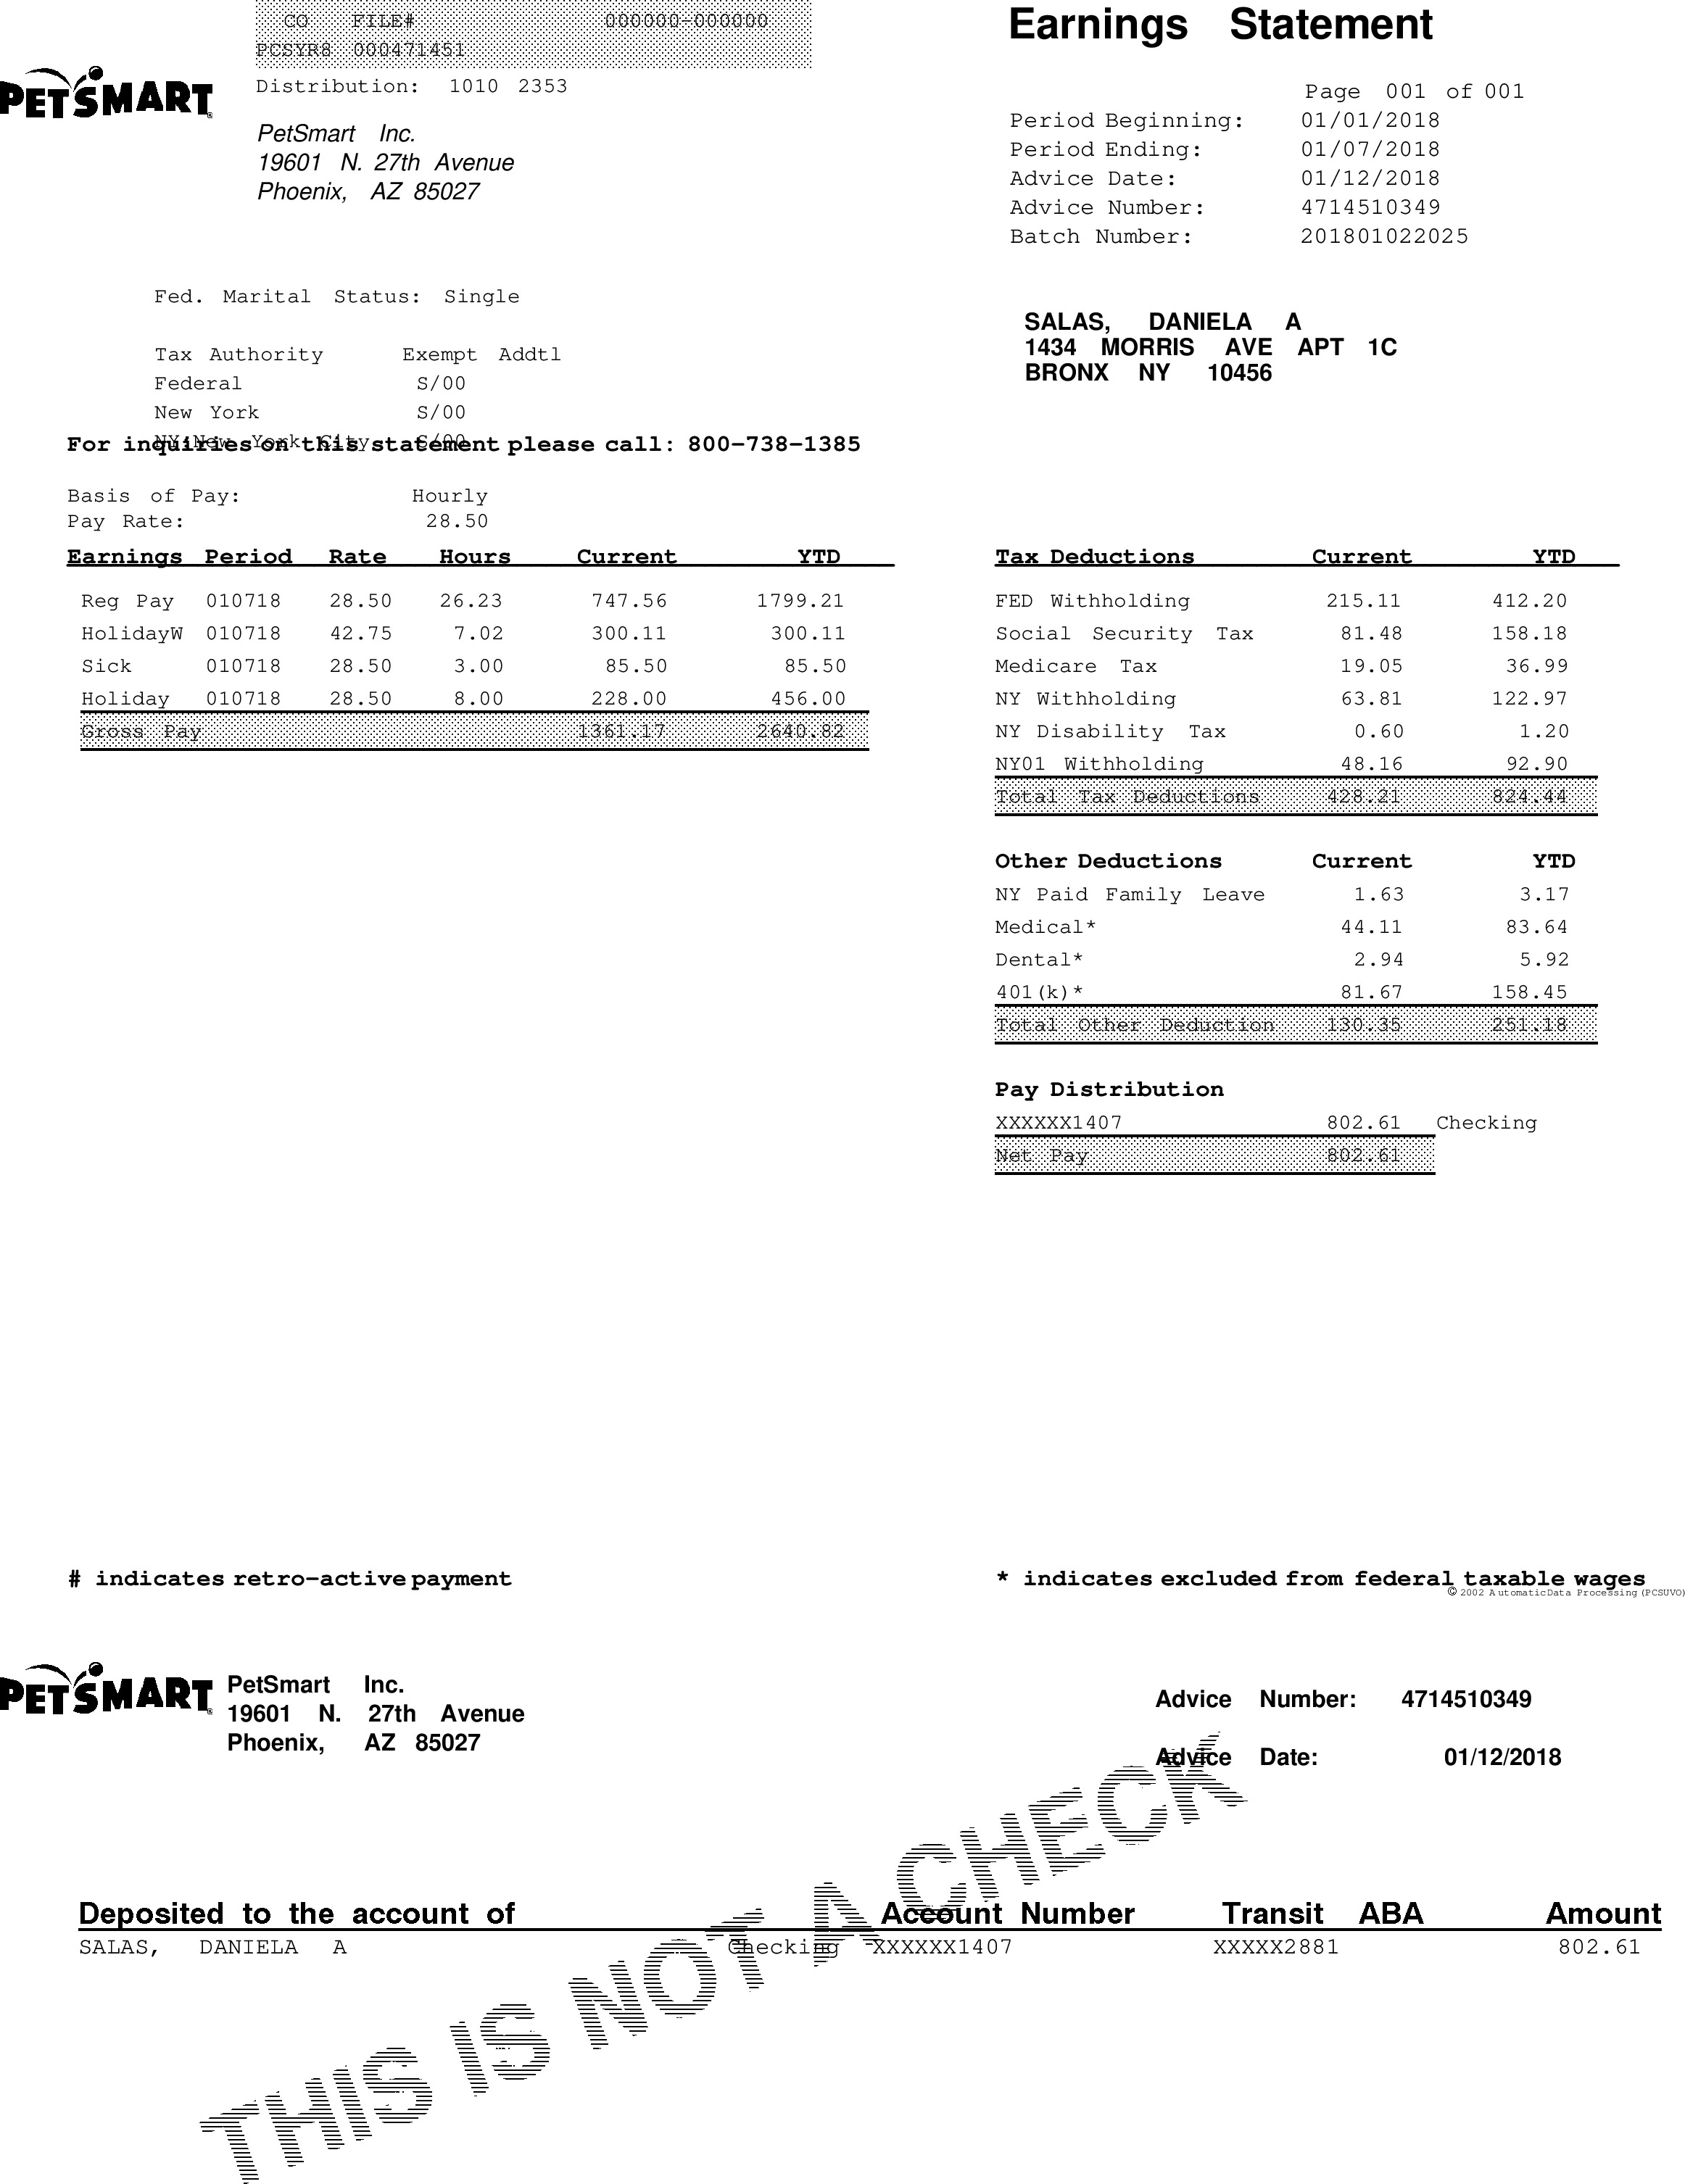 CO FILE# 000000-000000
PCSYR8 000471451
Distribution: 1010 2353
PETSMART
PetSmart Inc.
19601 N. 27th Avenue
Phoenix, AZ 85027
Earnings Statement
Page 001 of 001
Period Beginning: 01/01/2018
Period Ending: 01/07/2018
Advice Date: 01/12/2018
Advice Number: 4714510349
Batch Number: 201801022025
Fed. Marital Status: Single
Tax Authority Exempt Addtl
Federal S/00
New York S/00
NY:New York City S/00
SALAS, DANIELA A
1434 MORRIS AVE APT 1C
BRONX NY 10456
For inquiries on this statement please call: 800-738-1385
Basis of Pay: Hourly
Pay Rate: 28.50
Earnings Period Rate Hours Current YTD
Reg Pay 010718 28.50 26.23 747.56 1799.21
HolidayW 010718 42.75 7.02 300.11 300.11
Sick 010718 28.50 3.00 85.50 85.50
Holiday 010718 28.50 8.00 228.00 456.00
Gross Pay 1361.17 2640.82
Tax Deductions Current YTD
FED Withholding 215.11 412.20
Social Security Tax 81.48 158.18
Medicare Tax 19.05 36.99
NY Withholding 63.81 122.97
NY Disability Tax 0.60 1.20
NY01 Withholding 48.16 92.90
Total Tax Deductions 428.21 824.44
Other Deductions Current YTD
NY Paid Family Leave 1.63 3.17
Medical* 44.11 83.64
Dental* 2.94 5.92
401(k)* 81.67 158.45
Total Other Deduction 130.35 251.18
Pay Distribution
XXXXXX1407 802.61 Checking
Net Pay 802.61
# indicates retro-active payment
* indicates excluded from federal taxable wages
© 2002 Automatic Data Processing (PCSUVO)
PETSMART
PetSmart Inc.
19601 N. 27th Avenue
Phoenix, AZ 85027
Advice Number: 4714510349
Advice Date: 01/12/2018
Deposited to the account of Account Number Transit ABA Amount
SALAS, DANIELA A Checking XXXXXX1407 XXXXX2881 802.61
THIS IS NOT A CHECK